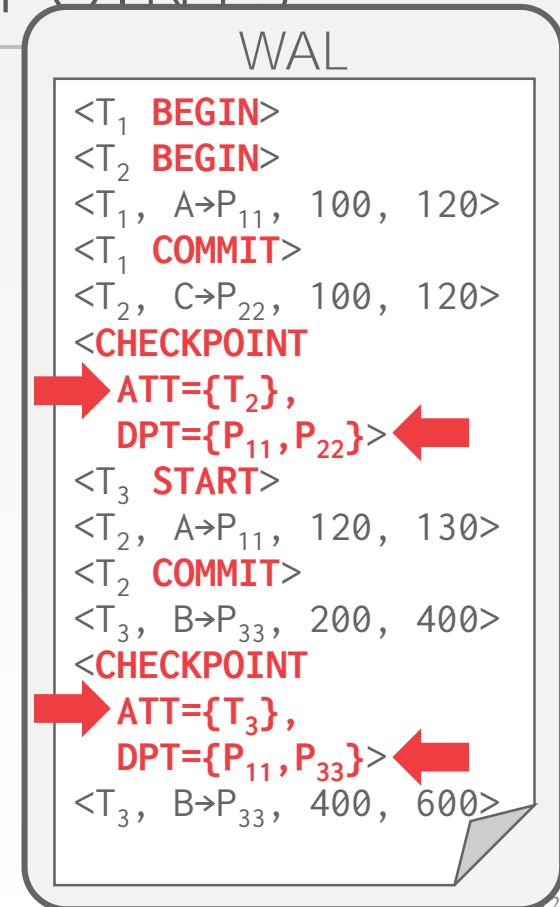 WAL
<T₁ BEGIN>
<T₂ BEGIN>
<T₁, A→P₁₁, 100, 120>
<T₁ COMMIT>
<T₂, C→P₂₂, 100, 120>
<CHECKPOINT
ATT={T₂},
DPT={P₁₁,P₂₂}>
<T₃ START>
<T₂, A→P₁₁, 120, 130>
<T₂ COMMIT>
<T₃, B→P₃₃, 200, 400>
<CHECKPOINT
ATT={T₃},
DPT={P₁₁,P₃₃}>
<T₃, B→P₃₃, 400, 600>